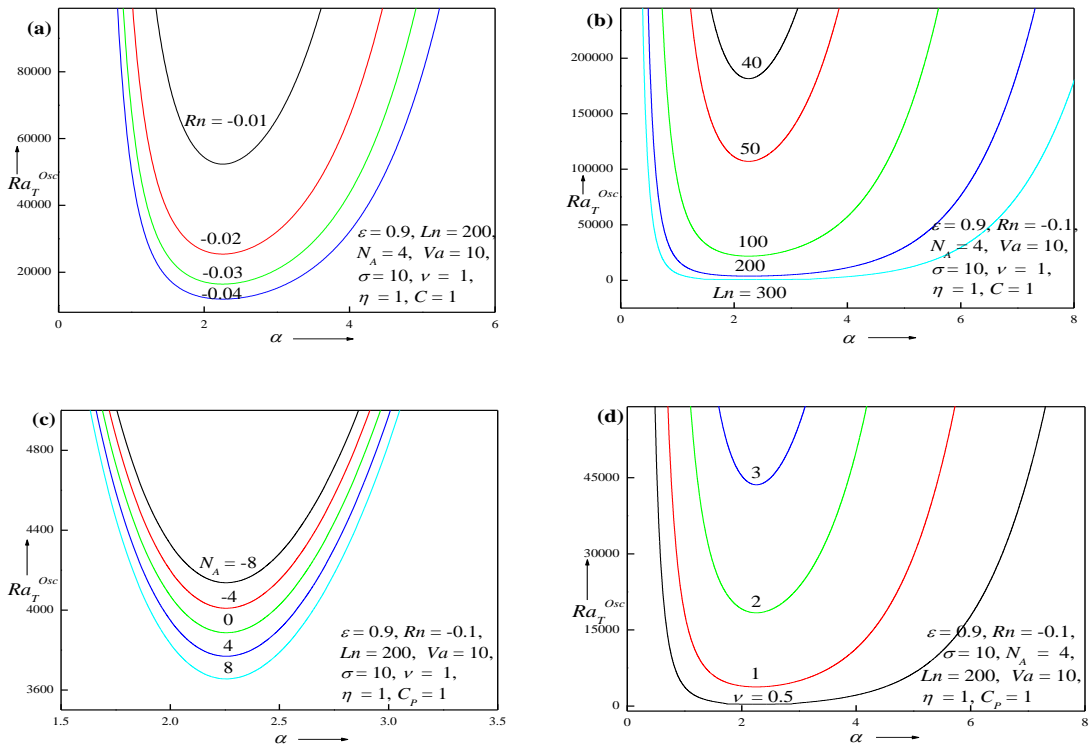 (a)
80000
60000
40000
20000
Ra_T^Osc
Rn = -0.01
-0.02
-0.03
-0.04
ε = 0.9, Ln = 200,
N_A = 4, Va = 10,
σ = 10, ν = 1,
η = 1, C = 1
0 2 4 6
α
(b)
200000
150000
100000
50000
0
Ra_T^Osc
40
50
100
200
Ln = 300
ε = 0.9, Rn = -0.1,
N_A = 4, Va = 10,
σ = 10, ν = 1,
η = 1, C = 1
0 2 4 6 8
α
(c)
4800
4400
4000
3600
Ra_T^Osc
N_A = -8
-4
0
4
8
ε = 0.9, Rn = -0.1,
Ln = 200, Va = 10,
σ = 10, ν = 1,
η = 1, C_P = 1
1.5 2.0 2.5 3.0 3.5
α
(d)
45000
30000
15000
0
Ra_T^Osc
3
2
1
ν = 0.5
ε = 0.9, Rn = -0.1,
σ = 10, N_A = 4,
Ln = 200, Va = 10,
η = 1, C_P = 1
0 2 4 6 8
α